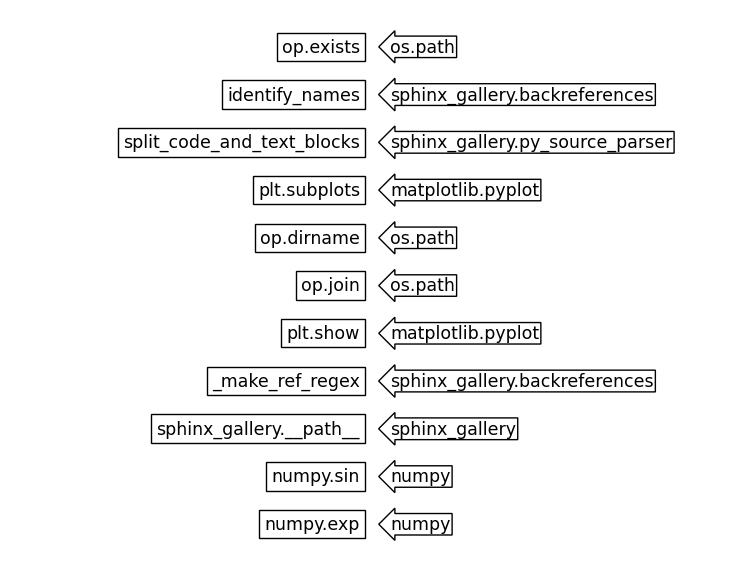 op.exists os.path
identify_names sphinx_gallery.backreferences
split_code_and_text_blocks sphinx_gallery.py_source_parser
plt.subplots matplotlib.pyplot
op.dirname os.path
op.join os.path
plt.show matplotlib.pyplot
_make_ref_regex sphinx_gallery.backreferences
sphinx_gallery.__path__ sphinx_gallery
numpy.sin numpy
numpy.exp numpy